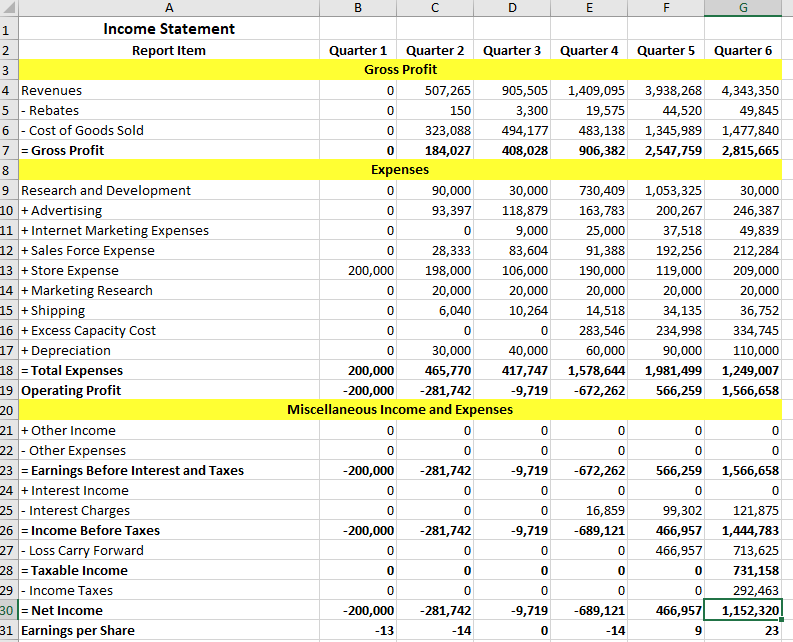 A B C D E F G
1 Income Statement
2 Report Item Quarter 1 Quarter 2 Quarter 3 Quarter 4 Quarter 5 Quarter 6
3 Gross Profit
4 Revenues 0 507,265 905,505 1,409,095 3,938,268 4,343,350
5 - Rebates 0 150 3,300 19,575 44,520 49,845
6 - Cost of Goods Sold 0 323,088 494,177 483,138 1,345,989 1,477,840
7 = Gross Profit 0 184,027 408,028 906,382 2,547,759 2,815,665
8 Expenses
9 Research and Development 0 90,000 30,000 730,409 1,053,325 30,000
10 + Advertising 0 93,397 118,879 163,783 200,267 246,387
11 + Internet Marketing Expenses 0 0 9,000 25,000 37,518 49,839
12 + Sales Force Expense 0 28,333 83,604 91,388 192,256 212,284
13 + Store Expense 200,000 198,000 106,000 190,000 119,000 209,000
14 + Marketing Research 0 20,000 20,000 20,000 20,000 20,000
15 + Shipping 0 6,040 10,264 14,518 34,135 36,752
16 + Excess Capacity Cost 0 0 0 283,546 234,998 334,745
17 + Depreciation 0 30,000 40,000 60,000 90,000 110,000
18 = Total Expenses 200,000 465,770 417,747 1,578,644 1,981,499 1,249,007
19 Operating Profit -200,000 -281,742 -9,719 -672,262 566,259 1,566,658
20 Miscellaneous Income and Expenses
21 + Other Income 0 0 0 0 0 0
22 - Other Expenses 0 0 0 0 0 0
23 = Earnings Before Interest and Taxes -200,000 -281,742 -9,719 -672,262 566,259 1,566,658
24 + Interest Income 0 0 0 0 0 0
25 - Interest Charges 0 0 0 16,859 99,302 121,875
26 = Income Before Taxes -200,000 -281,742 -9,719 -689,121 466,957 1,444,783
27 - Loss Carry Forward 0 0 0 0 466,957 713,625
28 = Taxable Income 0 0 0 0 0 731,158
29 - Income Taxes 0 0 0 0 0 292,463
30 = Net Income -200,000 -281,742 -9,719 -689,121 466,957 1,152,320
31 Earnings per Share -13 -14 0 -14 9 23